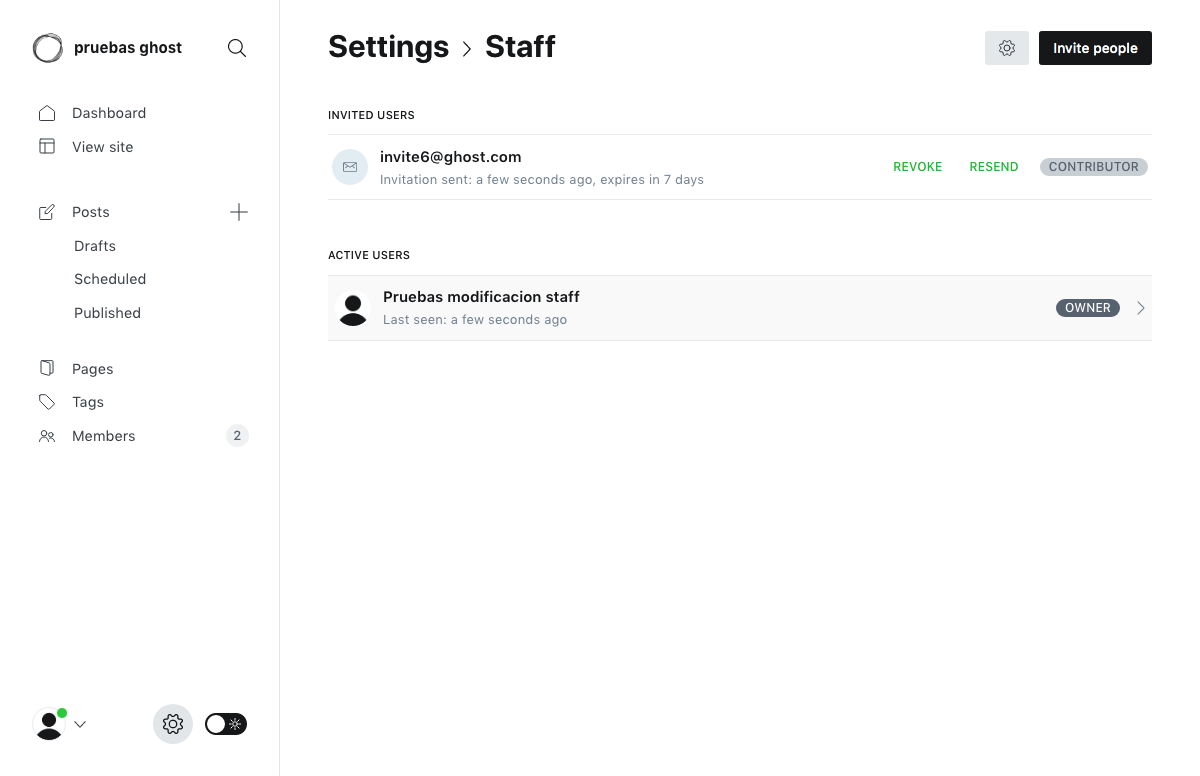 pruebas ghost
Dashboard
View site
Posts
Drafts
Scheduled
Published
Pages
Tags
Members 2
Settings > Staff
Invite people
INVITED USERS
invite6@ghost.com
Invitation sent: a few seconds ago, expires in 7 days
REVOKE RESEND CONTRIBUTOR
ACTIVE USERS
Pruebas modificacion staff
Last seen: a few seconds ago
OWNER